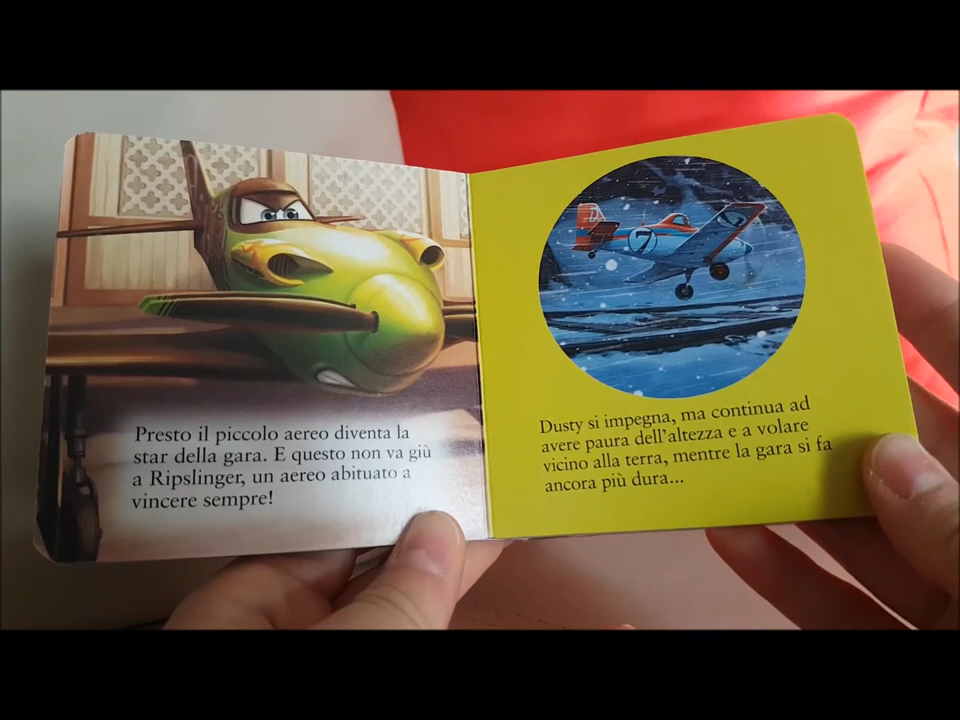 Presto il piccolo aereo diventa la
star della gara. E questo non va giù
a Ripslinger, un aereo abituato a
vincere sempre!
D
7
7
Dusty si impegna, ma continua ad
avere paura dell'altezza e a volare
vicino alla terra, mentre la gara si fa
ancora più dura...